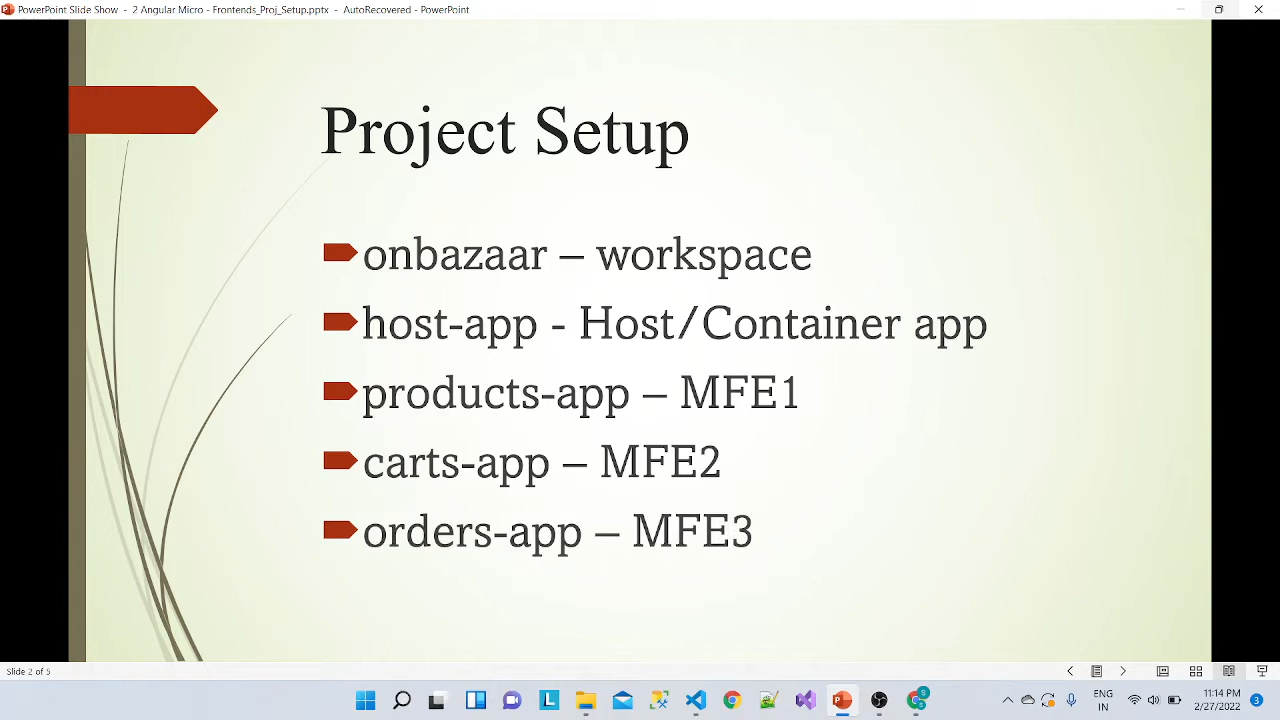 PowerPoint Slide Show - 2 Angular Micro - Frontends_Proj_Setup.pptx - AutoRecovered - PowerPoint
Project Setup
onbazaar – workspace
host-app - Host/Container app
products-app – MFE1
carts-app – MFE2
orders-app – MFE3
Slide 2 of 5
ENG
IN
11:14 PM
2/27/2022
3